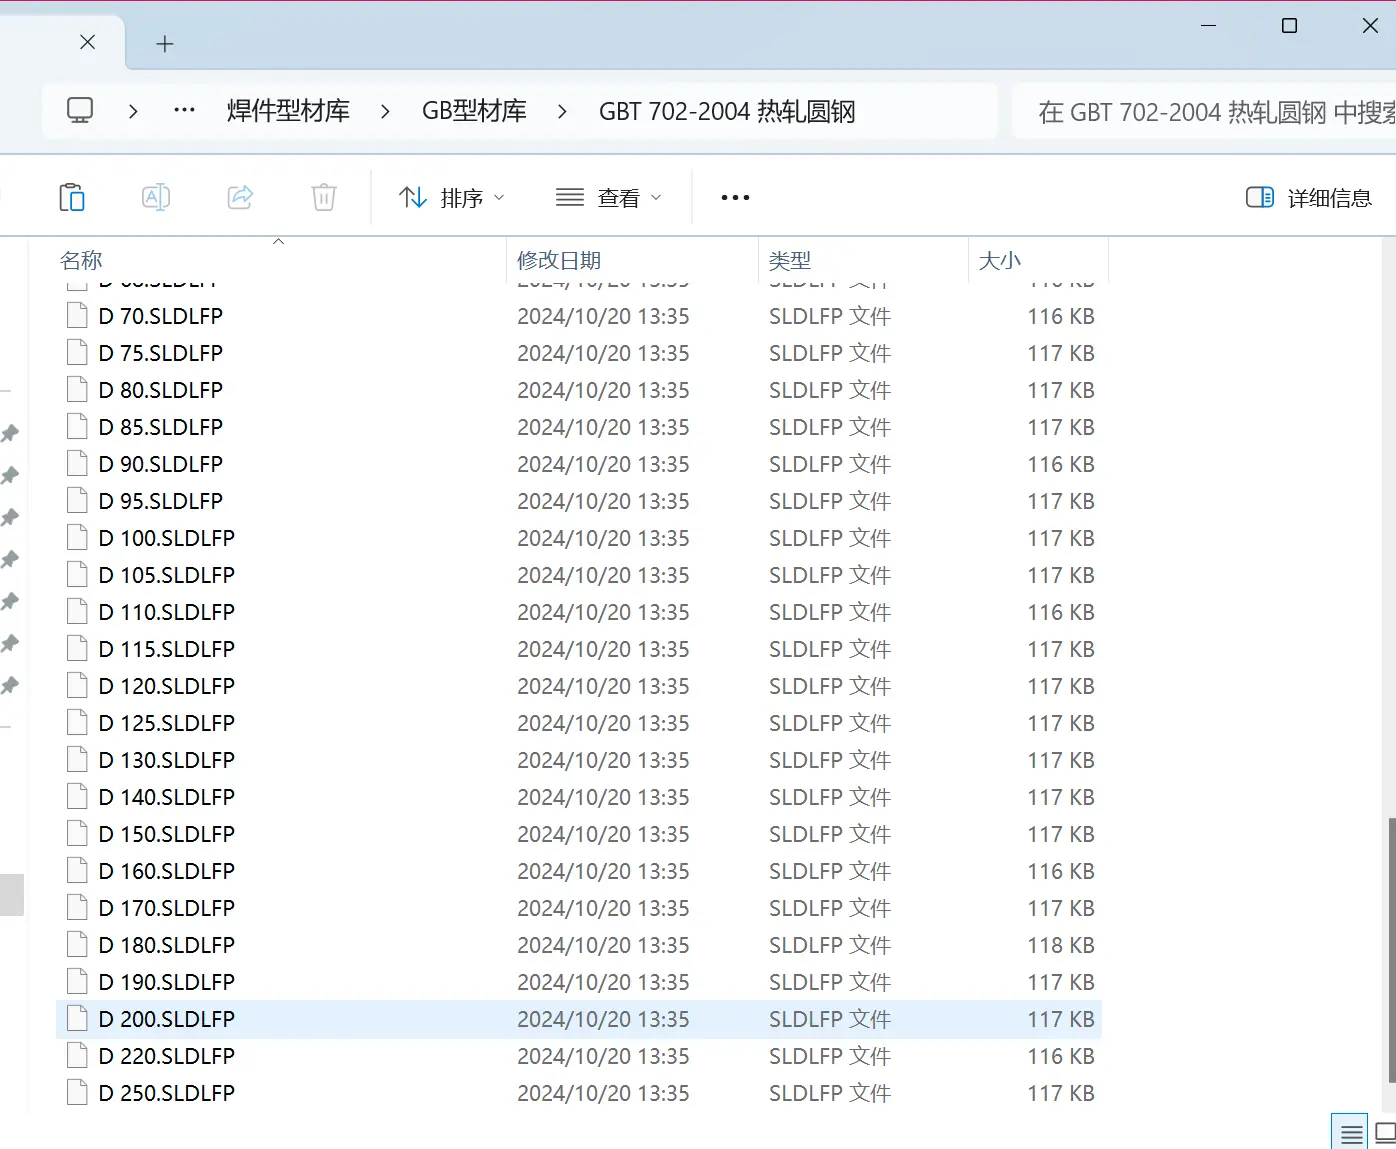 焊件型材库 GB型材库 GBT 702-2004 热轧圆钢 在 GBT 702-2004 热轧圆钢 中搜索
排序 查看 详细信息
名称 修改日期 类型 大小
D 70.SLDLFP 2024/10/20 13:35 SLDLFP 文件 116 KB
D 75.SLDLFP 2024/10/20 13:35 SLDLFP 文件 117 KB
D 80.SLDLFP 2024/10/20 13:35 SLDLFP 文件 117 KB
D 85.SLDLFP 2024/10/20 13:35 SLDLFP 文件 117 KB
D 90.SLDLFP 2024/10/20 13:35 SLDLFP 文件 116 KB
D 95.SLDLFP 2024/10/20 13:35 SLDLFP 文件 117 KB
D 100.SLDLFP 2024/10/20 13:35 SLDLFP 文件 117 KB
D 105.SLDLFP 2024/10/20 13:35 SLDLFP 文件 117 KB
D 110.SLDLFP 2024/10/20 13:35 SLDLFP 文件 116 KB
D 115.SLDLFP 2024/10/20 13:35 SLDLFP 文件 117 KB
D 120.SLDLFP 2024/10/20 13:35 SLDLFP 文件 117 KB
D 125.SLDLFP 2024/10/20 13:35 SLDLFP 文件 117 KB
D 130.SLDLFP 2024/10/20 13:35 SLDLFP 文件 117 KB
D 140.SLDLFP 2024/10/20 13:35 SLDLFP 文件 117 KB
D 150.SLDLFP 2024/10/20 13:35 SLDLFP 文件 117 KB
D 160.SLDLFP 2024/10/20 13:35 SLDLFP 文件 116 KB
D 170.SLDLFP 2024/10/20 13:35 SLDLFP 文件 117 KB
D 180.SLDLFP 2024/10/20 13:35 SLDLFP 文件 118 KB
D 190.SLDLFP 2024/10/20 13:35 SLDLFP 文件 117 KB
D 200.SLDLFP 2024/10/20 13:35 SLDLFP 文件 117 KB
D 220.SLDLFP 2024/10/20 13:35 SLDLFP 文件 116 KB
D 250.SLDLFP 2024/10/20 13:35 SLDLFP 文件 117 KB